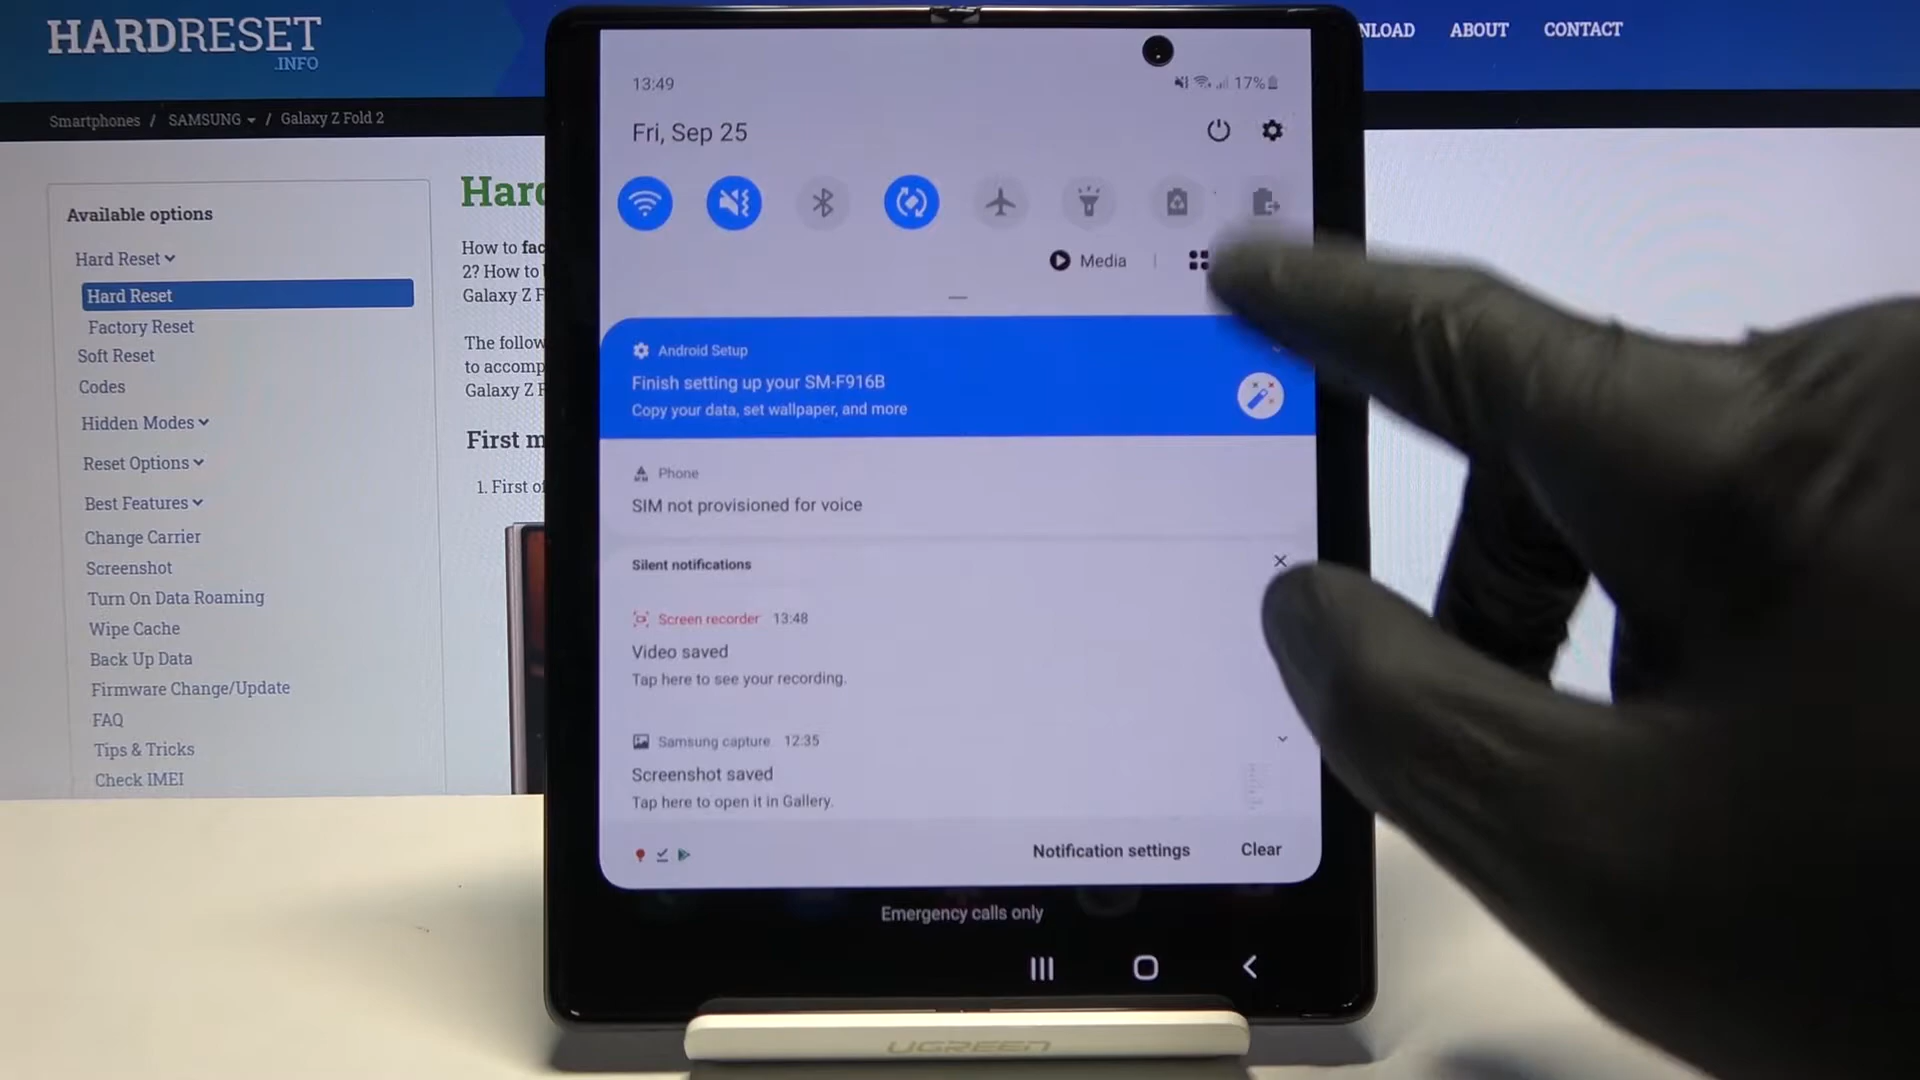 HARDRESET
.INFO
NLOAD ABOUT CONTACT
Smartphones / SAMSUNG / Galaxy Z Fold 2
Available options
Hard Reset
Hard Reset
Factory Reset
Soft Reset
Codes
Hidden Modes
Reset Options
Best Features
Change Carrier
Screenshot
Turn On Data Roaming
Wipe Cache
Back Up Data
Firmware Change/Update
FAQ
Tips & Tricks
Check IMEI
Hard
How to fac
2? How to
Galaxy Z F
The follow
to accomp
Galaxy Z F
First m
1. First of
13:49
17%
Fri, Sep 25
Media
Android Setup
Finish setting up your SM-F916B
Copy your data, set wallpaper, and more
Phone
SIM not provisioned for voice
Silent notifications
Screen recorder 13:48
Video saved
Tap here to see your recording.
Samsung capture 12:35
Screenshot saved
Tap here to open it in Gallery.
Notification settings Clear
Emergency calls only
UGREEN